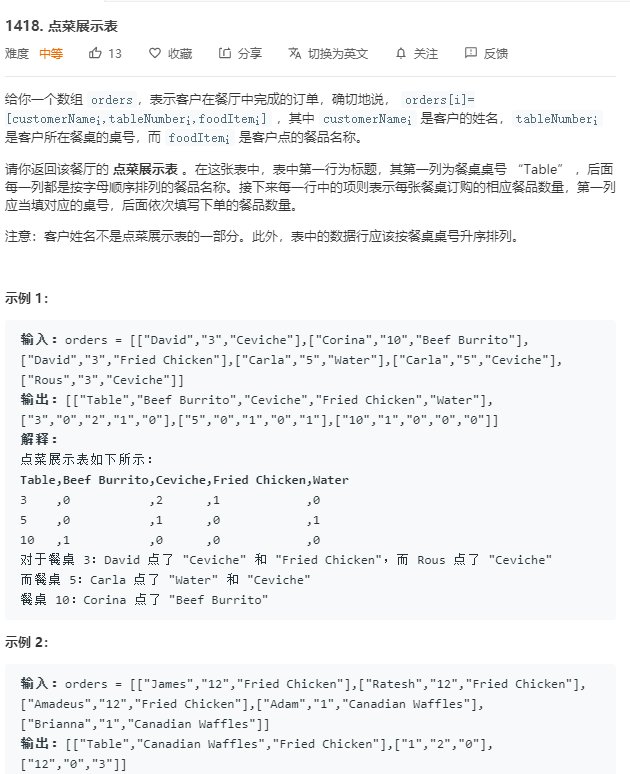 1418. 点菜展示表
难度 中等 13 收藏 分享 切换为英文 关注 反馈
给你一个数组 orders，表示客户在餐厅中完成的订单，确切地说， orders[i]=
[customerNameᵢ,tableNumberᵢ,foodItemᵢ] ，其中 customerNameᵢ 是客户的姓名，tableNumberᵢ
是客户所在餐桌的桌号，而 foodItemᵢ 是客户点的餐品名称。
请你返回该餐厅的 点菜展示表 。在这张表中，表中第一行为标题，其第一列为餐桌桌号 “Table” ，后面
每一列都是按字母顺序排列的餐品名称。接下来每一行中的项则表示每张餐桌订购的相应餐品数量，第一列
应当填对应的桌号，后面依次填写下单的餐品数量。
注意：客户姓名不是点菜展示表的一部分。此外，表中的数据行应该按餐桌桌号升序排列。
示例 1：
输入：orders = [["David","3","Ceviche"],["Corina","10","Beef Burrito"],
["David","3","Fried Chicken"],["Carla","5","Water"],["Carla","5","Ceviche"],
["Rous","3","Ceviche"]]
输出：[["Table","Beef Burrito","Ceviche","Fried Chicken","Water"],
["3","0","2","1","0"],["5","0","1","0","1"],["10","1","0","0","0"]]
解释：
点菜展示表如下所示：
Table,Beef Burrito,Ceviche,Fried Chicken,Water
3 ,0 ,2 ,1 ,0
5 ,0 ,1 ,0 ,1
10 ,1 ,0 ,0 ,0
对于餐桌 3：David 点了 "Ceviche" 和 "Fried Chicken"，而 Rous 点了 "Ceviche"
而餐桌 5：Carla 点了 "Water" 和 "Ceviche"
餐桌 10：Corina 点了 "Beef Burrito"
示例 2：
输入：orders = [["James","12","Fried Chicken"],["Ratesh","12","Fried Chicken"],
["Amadeus","12","Fried Chicken"],["Adam","1","Canadian Waffles"],
["Brianna","1","Canadian Waffles"]]
输出：[["Table","Canadian Waffles","Fried Chicken"],["1","2","0"],
["12","0","3"]]